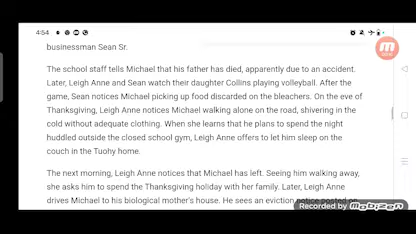 4:54
businessman Sean Sr.
The school staff tells Michael that his father has died, apparently due to an accident.
Later, Leigh Anne and Sean watch their daughter Collins playing volleyball. After
the game, Sean notices Michael picking up food discarded on the bleachers. On the eve of
Thanksgiving, Leigh Anne notices Michael walking alone on the road, shivering in the
cold without adequate clothing. When she learns that he plans to spend the night
huddled outside the closed school gym, Leigh Anne offers to let him sleep on the
couch in the Tuohy home.
The next morning, Leigh Anne notices that Michael has left. Seeing him walking away,
she asks him to spend the Thanksgiving holiday with her family. Later, Leigh Anne
drives Michael to his biological mother's house. He sees an eviction notice posted on
Recorded by Mobizen